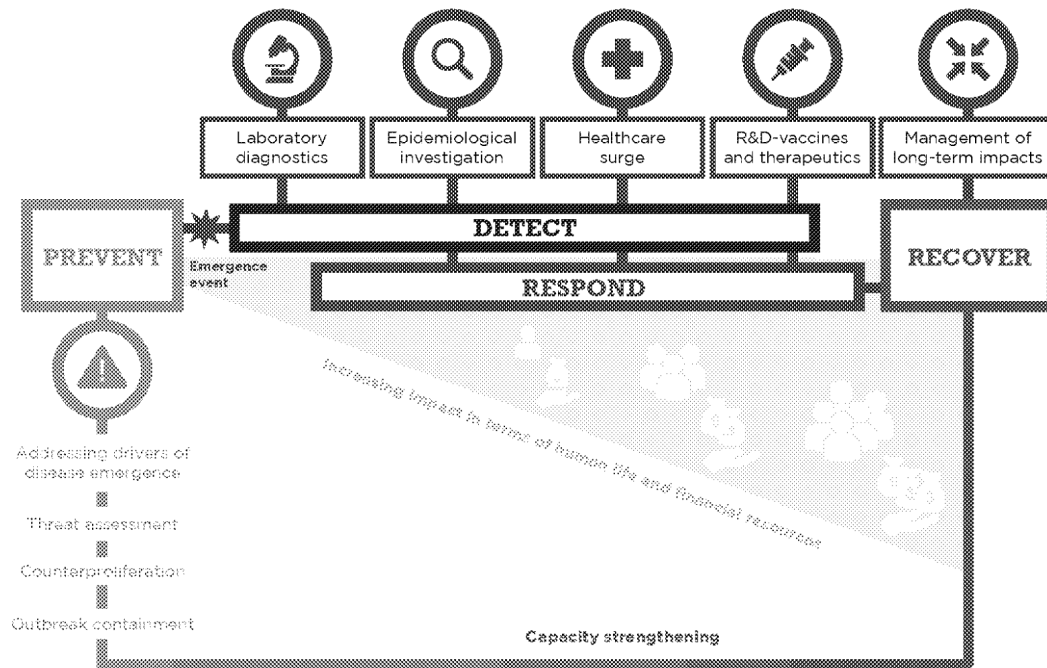 Laboratory
diagnostics
Epidemiological
investigation
Healthcare
surge
R&D-vaccines
and therapeutics
Management of
long-term impacts
PREVENT
Emergence
event
DETECT
RESPOND
RECOVER
Increasing impact in terms of human life and financial resources
Addressing drivers of
disease emergence
Threat assessment
Counterproliferation
Outbreak containment
Capacity strengthening